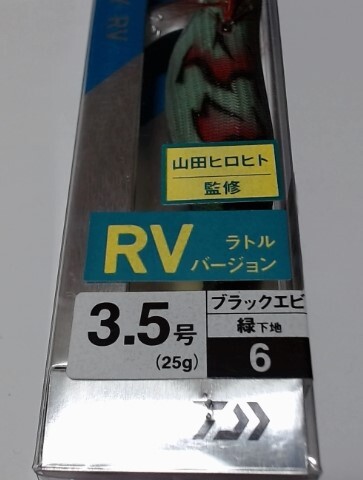 RV
山田ヒロヒト
監修
RV ラトル
バージョン
3.5号
(25g)
ブラックエビ
緑下地
6